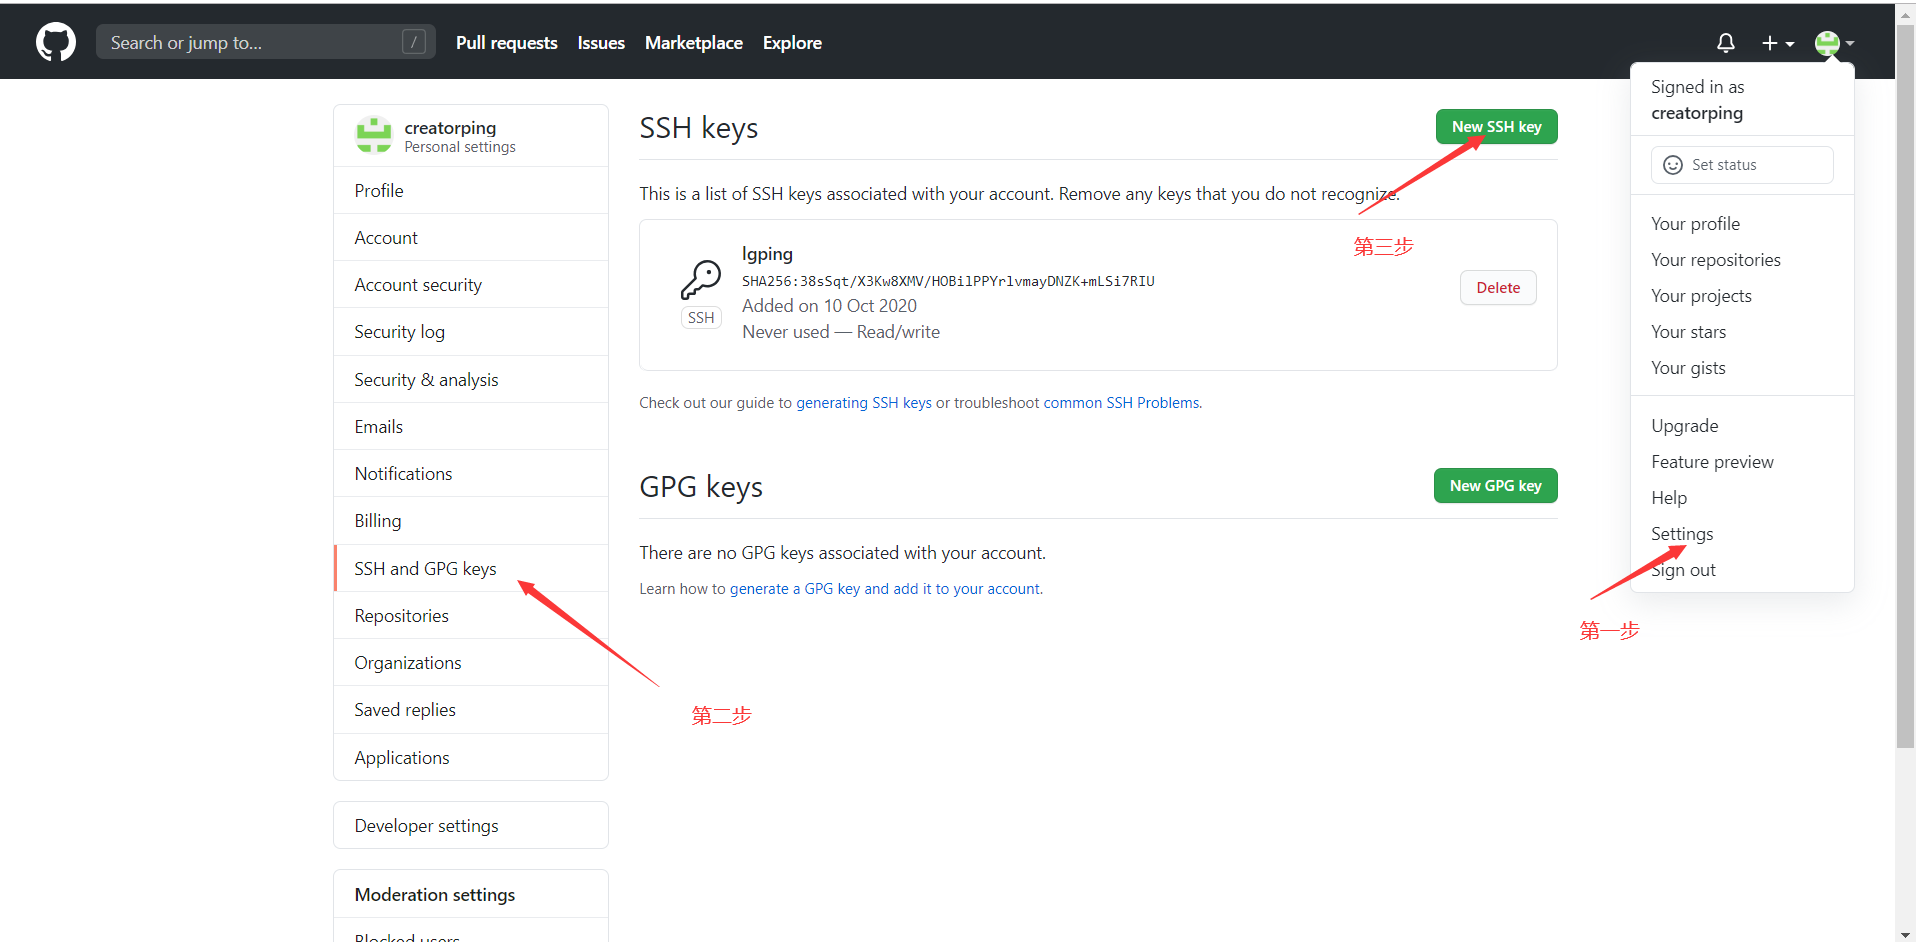 Search or jump to... /
Pull requests Issues Marketplace Explore
Signed in as
creatorping
Set status
Your profile
Your repositories
Your projects
Your stars
Your gists
Upgrade
Feature preview
Help
Settings
Sign out
第一步
creatorping
Personal settings
Profile
Account
Account security
Security log
Security & analysis
Emails
Notifications
Billing
SSH and GPG keys
Repositories
Organizations
Saved replies
Applications
Developer settings
Moderation settings
Blocked users
第二步
SSH keys
New SSH key
This is a list of SSH keys associated with your account. Remove any keys that you do not recognize.
第三步
lgping
SHA256:38sSqt/X3Kw8XMV/HOBilPPYrlvmayDNZK+mLSi7RIU
Added on 10 Oct 2020
Never used — Read/write
SSH
Delete
Check out our guide to generating SSH keys or troubleshoot common SSH Problems.
GPG keys
New GPG key
There are no GPG keys associated with your account.
Learn how to generate a GPG key and add it to your account.